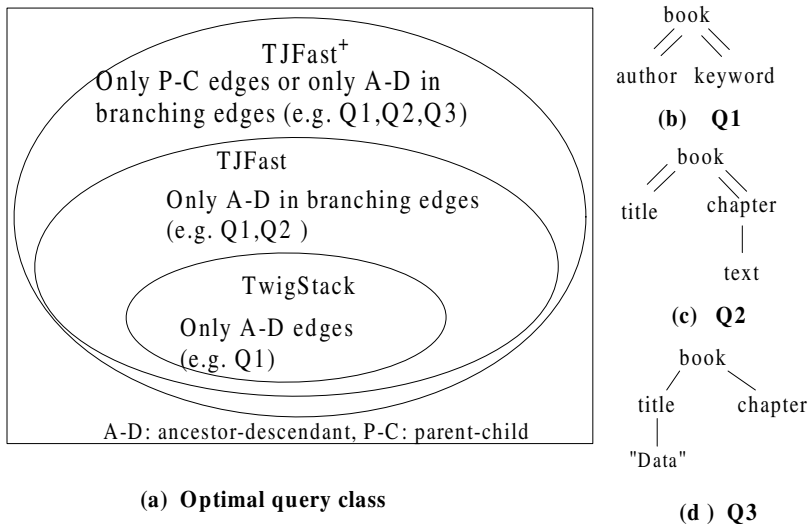 TJFast+
Only P-C edges or only A-D in
branching edges (e.g. Q1,Q2,Q3)
TJFast
Only A-D in branching edges
(e.g. Q1,Q2 )
TwigStack
Only A-D edges
(e.g. Q1)
A-D: ancestor-descendant, P-C: parent-child
(a) Optimal query class
book
author keyword
(b) Q1
book
title chapter
text
(c) Q2
book
title chapter
"Data"
(d ) Q3